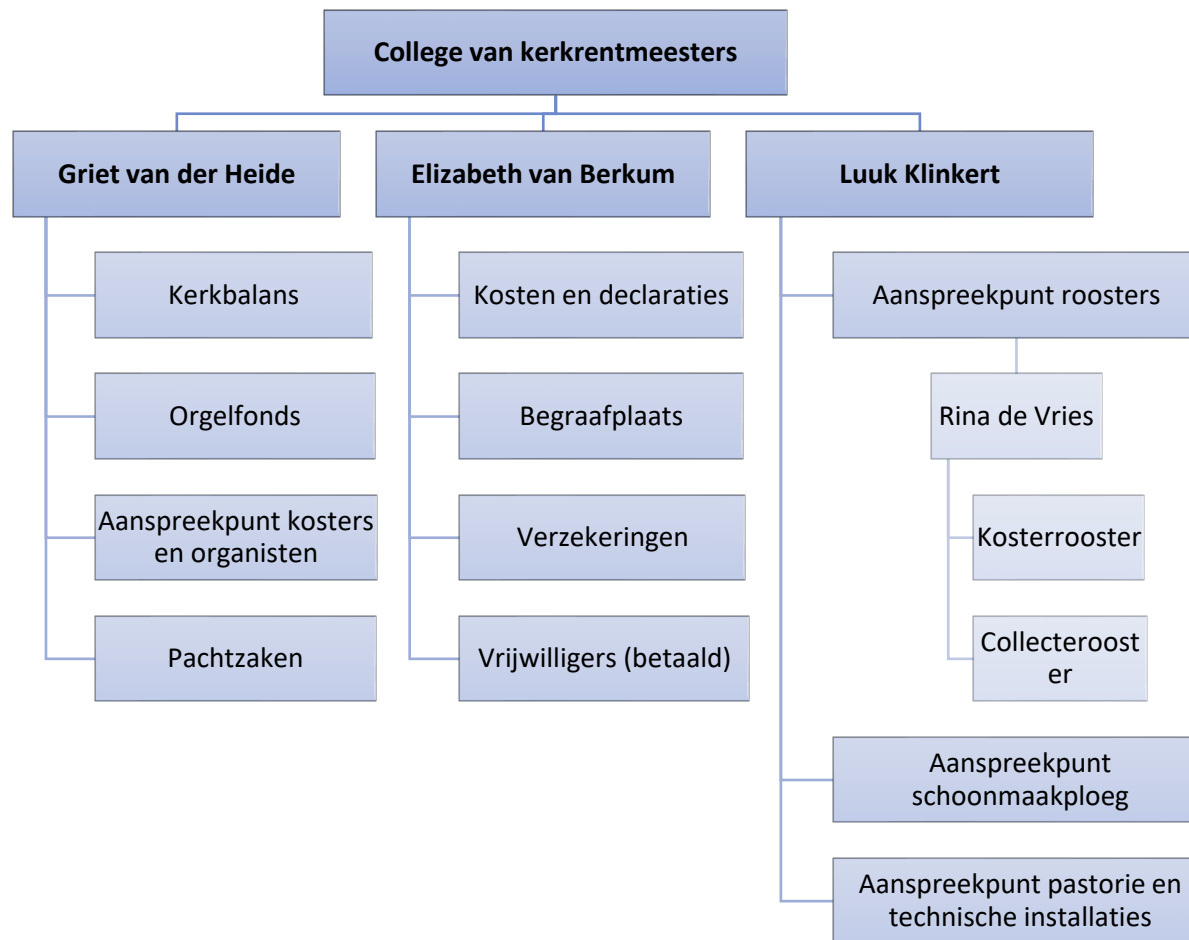 College van kerkrentmeesters
Griet van der Heide
Kerkbalans
Orgelfonds
Aanspreekpunt kosters
en organisten
Pachtzaken
Elizabeth van Berkum
Kosten en declaraties
Begraafplaats
Verzekeringen
Vrijwilligers (betaald)
Luuk Klinkert
Aanspreekpunt roosters
Rina de Vries
Kosterrooster
Collecteroost
er
Aanspreekpunt
schoonmaakploeg
Aanspreekpunt pastorie en
technische installaties